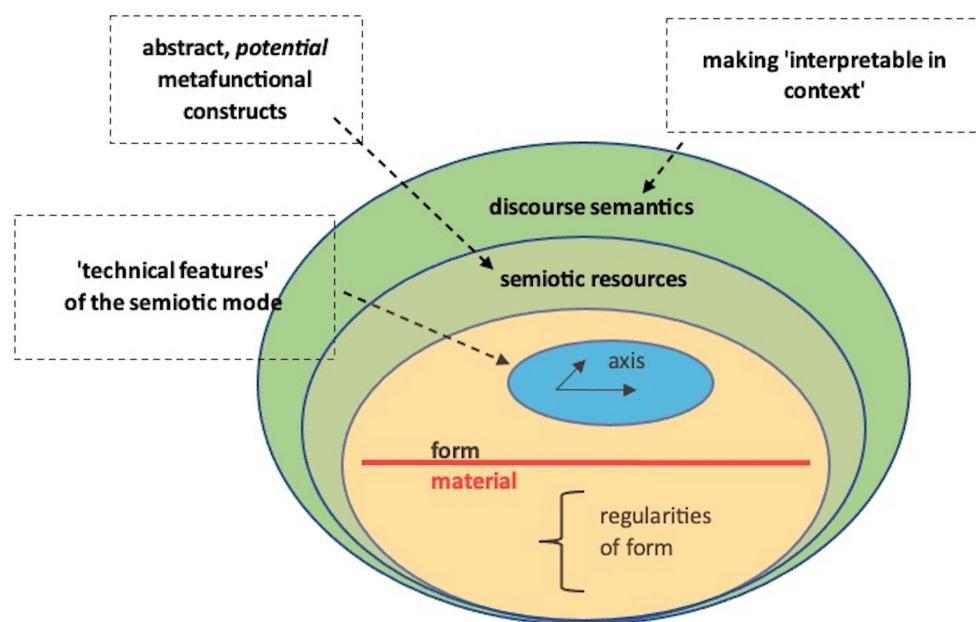 abstract, potential
metafunctional
constructs
making 'interpretable in
context'
discourse semantics
'technical features'
of the semiotic mode
semiotic resources
axis
form
material
regularities
of form